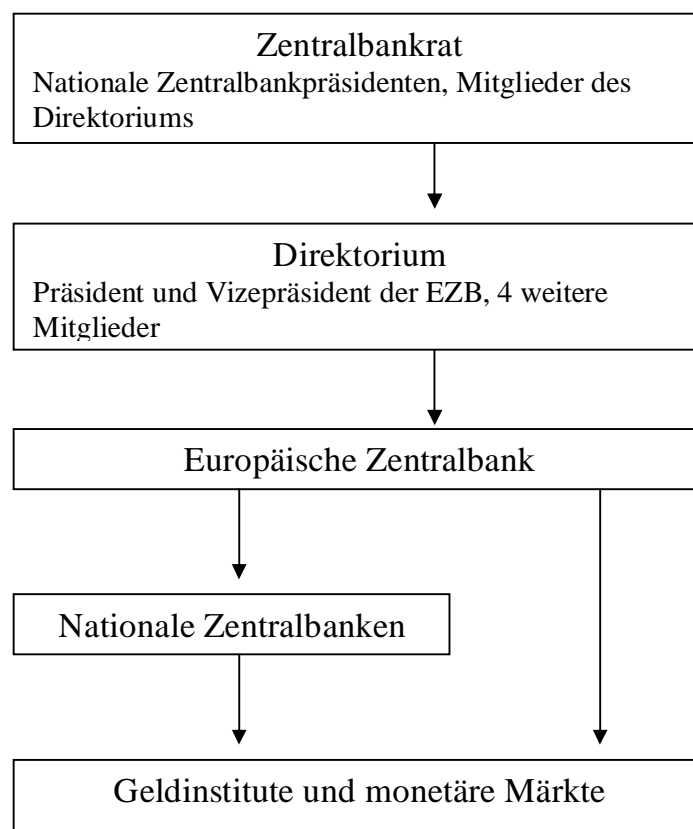 Zentralbankrat
Nationale Zentralbankpräsidenten, Mitglieder des
Direktoriums
Direktorium
Präsident und Vizepräsident der EZB, 4 weitere
Mitglieder
Europäische Zentralbank
Nationale Zentralbanken
Geldinstitute und monetäre Märkte